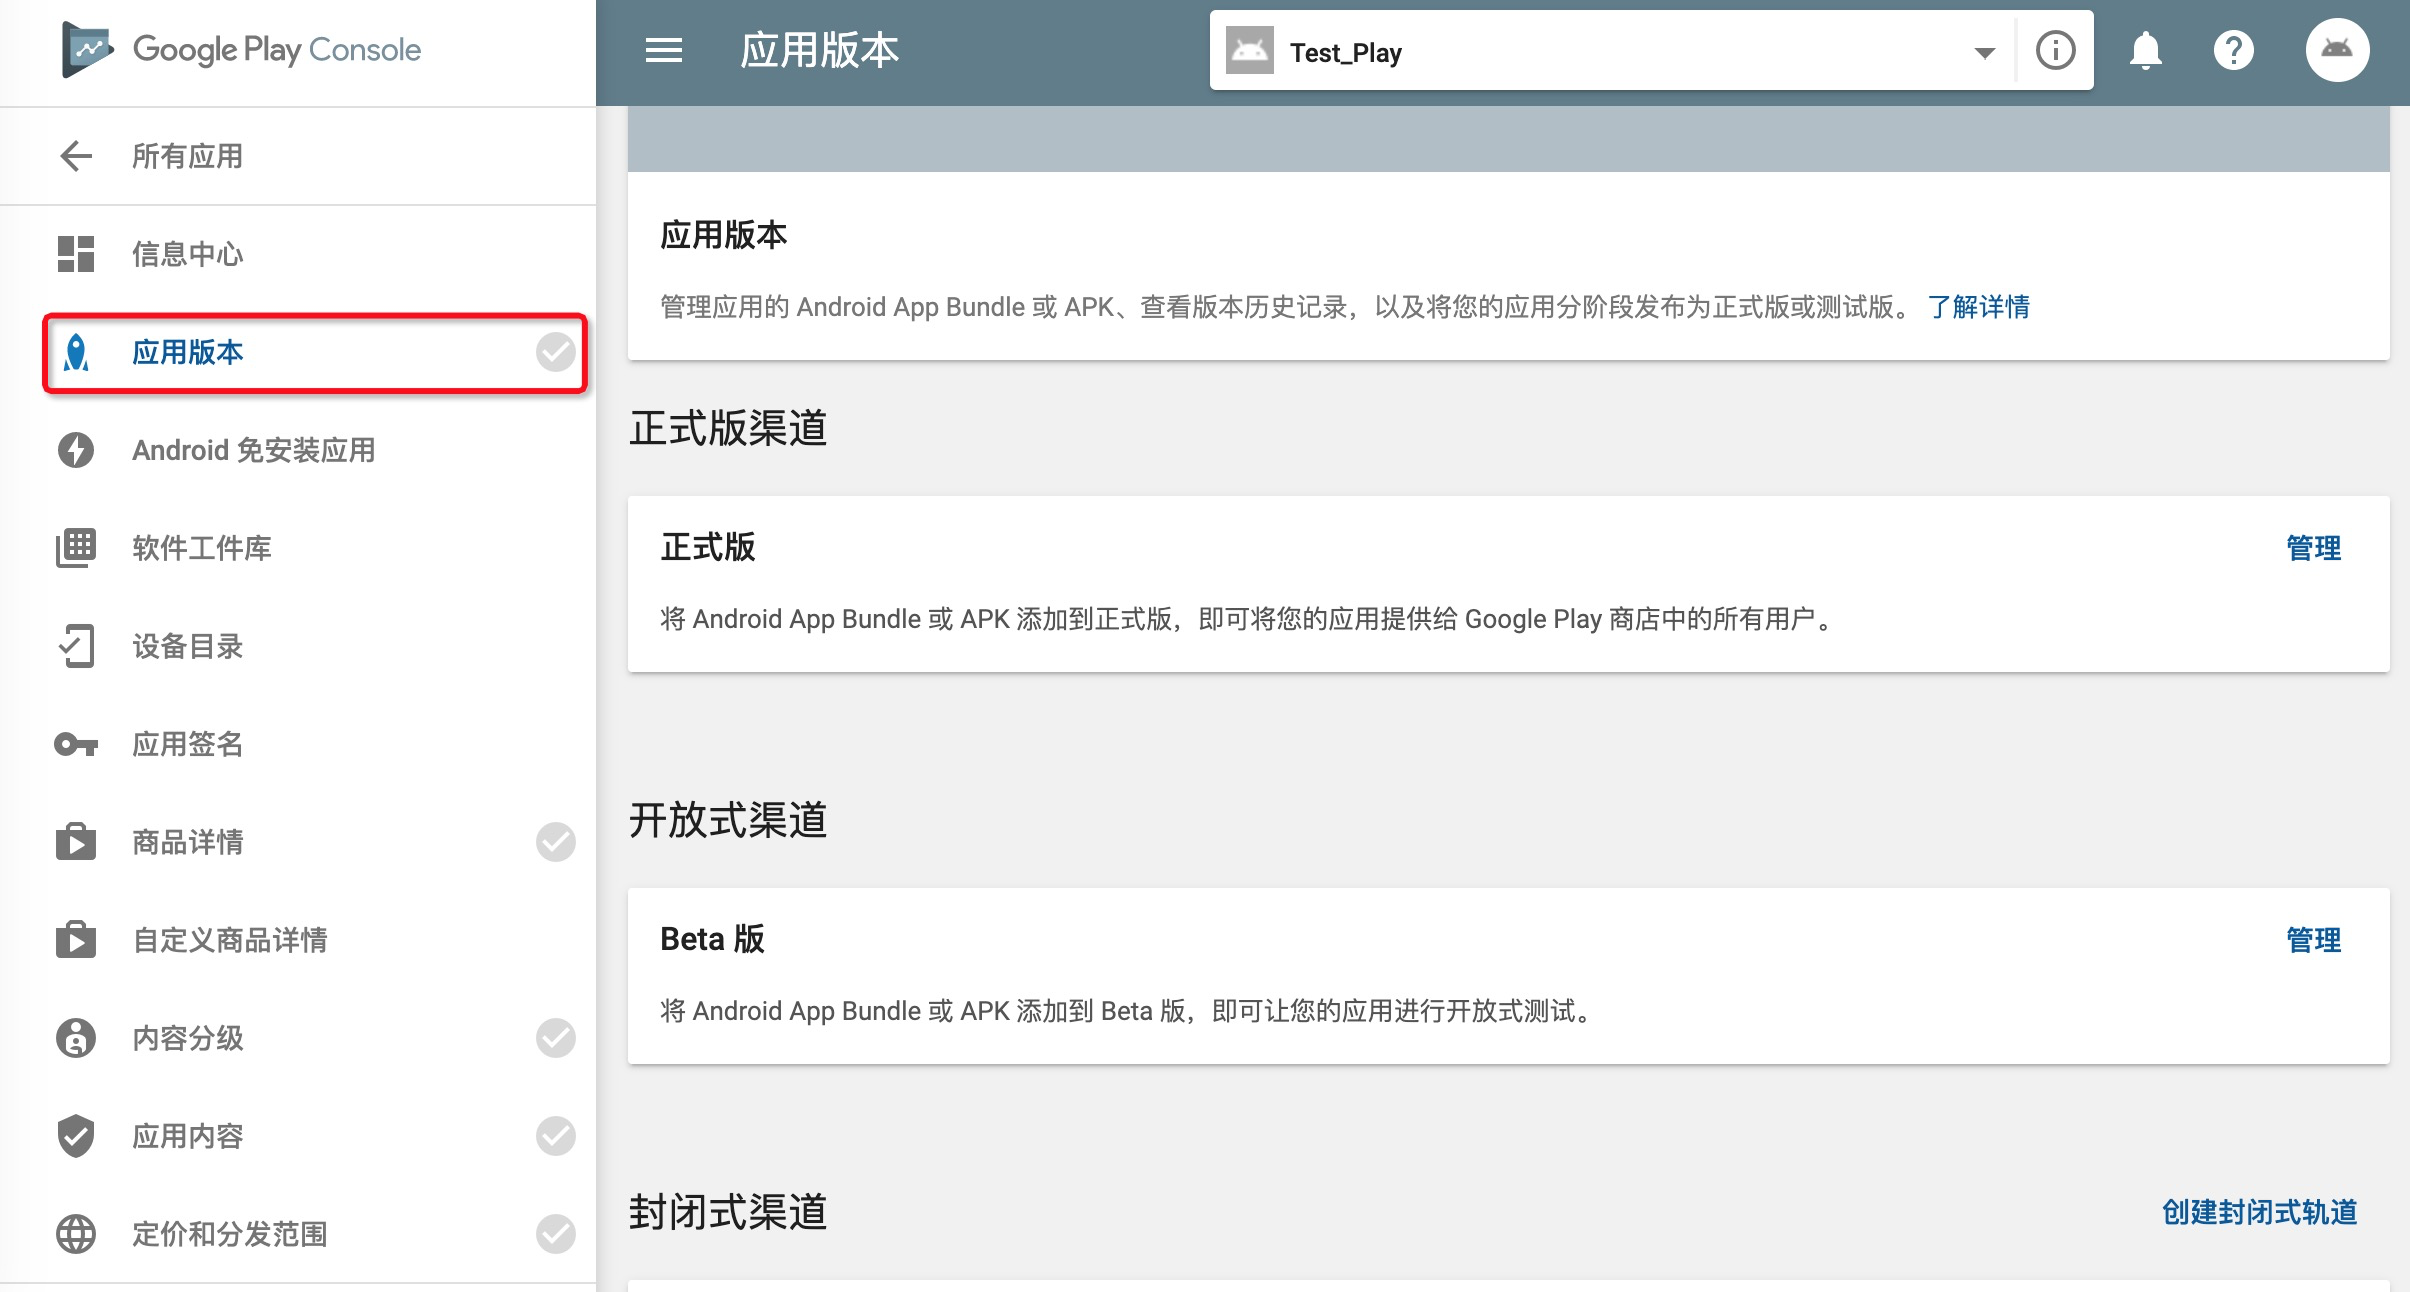 Google Play Console
所有应用
信息中心
应用版本
Android 免安装应用
软件工件库
设备目录
应用签名
商品详情
自定义商品详情
内容分级
应用内容
定价和分发范围
应用版本
Test_Play
应用版本
管理应用的 Android App Bundle 或 APK、查看版本历史记录，以及将您的应用分阶段发布为正式版或测试版。 了解详情
正式版渠道
正式版
管理
将 Android App Bundle 或 APK 添加到正式版，即可将您的应用提供给 Google Play 商店中的所有用户。
开放式渠道
Beta 版
管理
将 Android App Bundle 或 APK 添加到 Beta 版，即可让您的应用进行开放式测试。
封闭式渠道
创建封闭式轨道